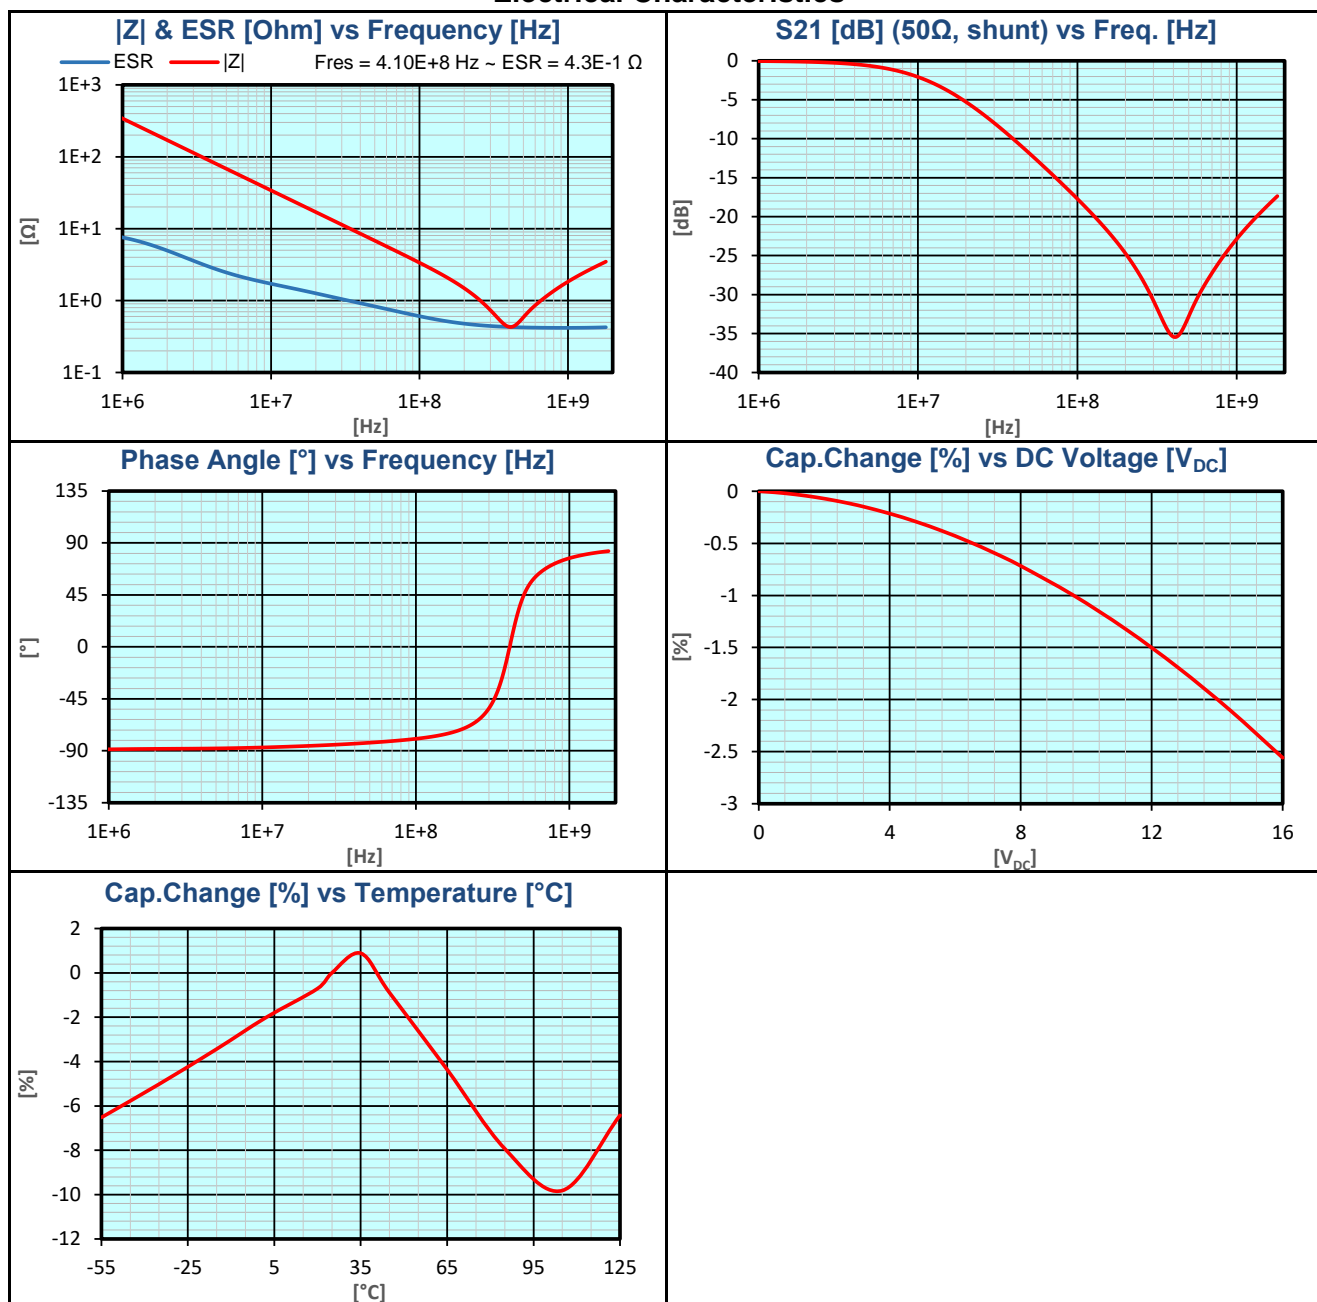 Electrical Characteristics
|Z| & ESR [Ohm] vs Frequency [Hz]
ESR |Z| Fres = 4.10E+8 Hz ~ ESR = 4.3E-1 Ω
1E+3
1E+2
1E+1
1E+0
1E-1
[Ω]
1E+6 1E+7 1E+8 1E+9
[Hz]
S21 [dB] (50Ω, shunt) vs Freq. [Hz]
0
-5
-10
-15
-20
-25
-30
-35
-40
[dB]
1E+6 1E+7 1E+8 1E+9
[Hz]
Phase Angle [°] vs Frequency [Hz]
135
90
45
0
-45
-90
-135
[°]
1E+6 1E+7 1E+8 1E+9
[Hz]
Cap.Change [%] vs DC Voltage [VDC]
0
-0.5
-1
-1.5
-2
-2.5
-3
[%]
0 4 8 12 16
[VDC]
Cap.Change [%] vs Temperature [°C]
2
0
-2
-4
-6
-8
-10
-12
[%]
-55 -25 5 35 65 95 125
[°C]